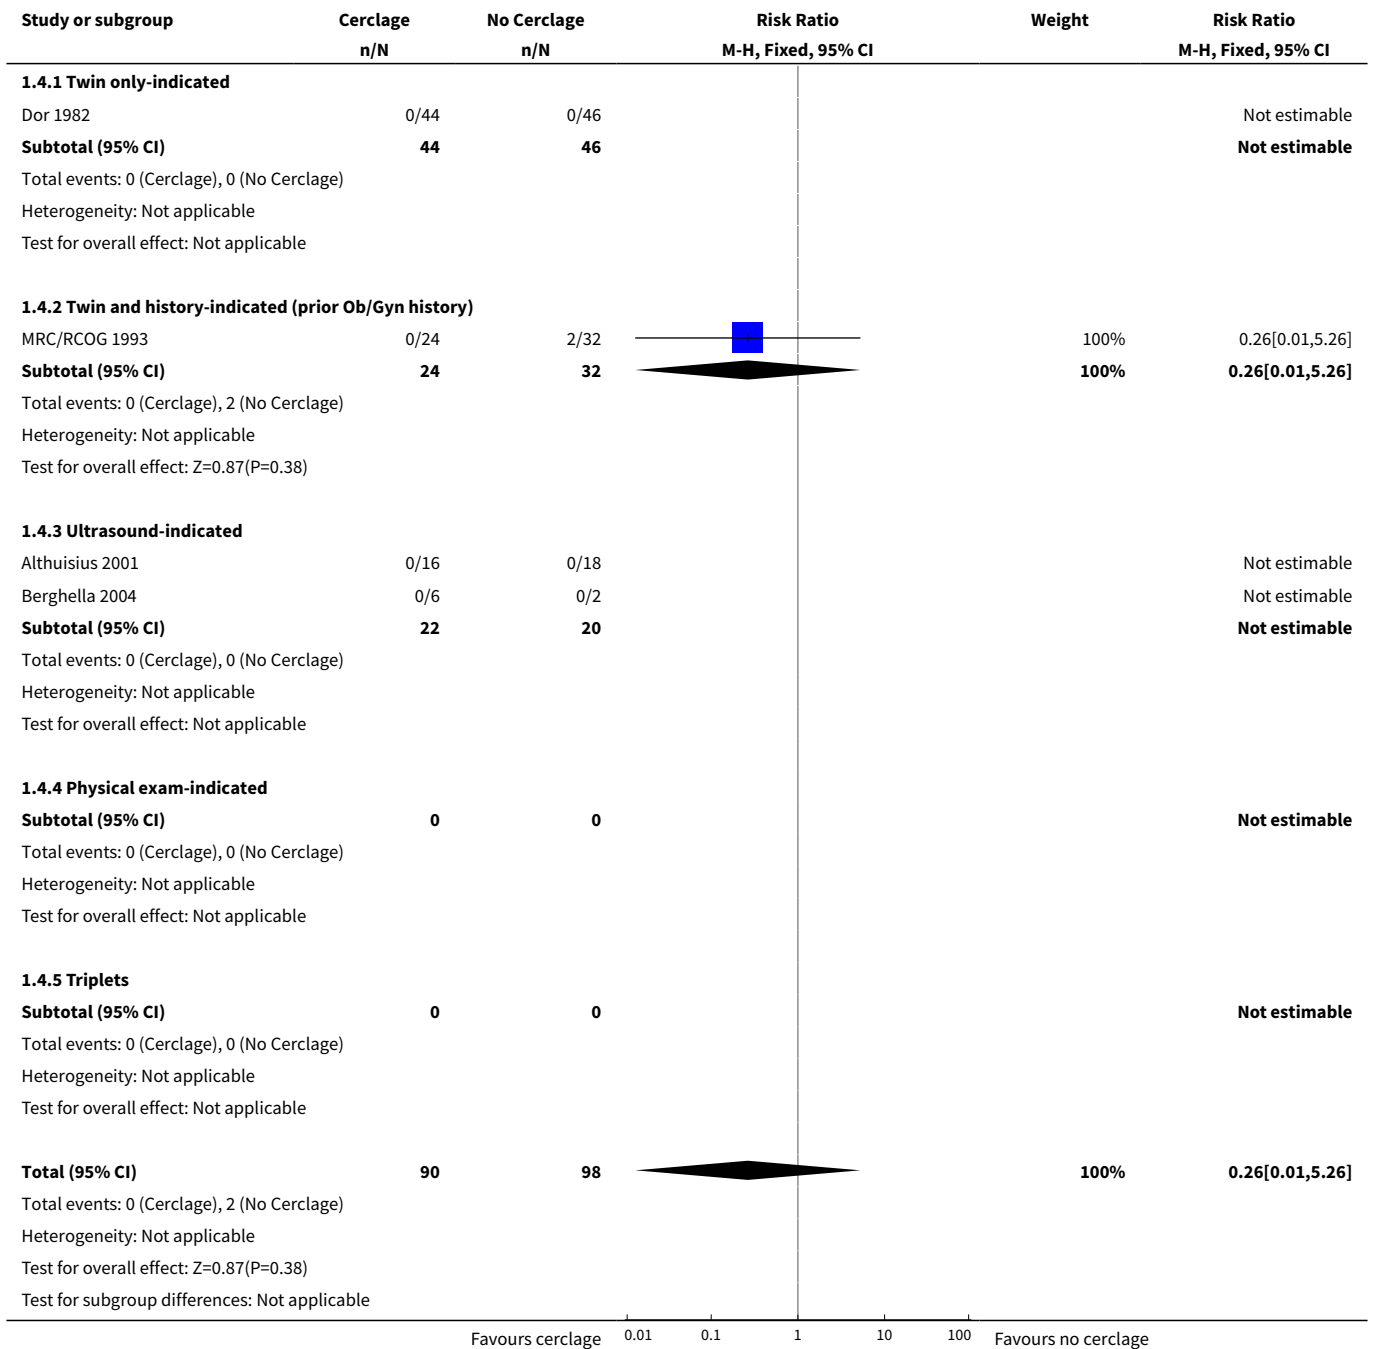 Study or subgroup Cerclage No Cerclage Risk Ratio Weight Risk Ratio
n/N n/N M-H, Fixed, 95% CI M-H, Fixed, 95% CI
1.4.1 Twin only-indicated
Dor 1982 0/44 0/46 Not estimable
Subtotal (95% CI) 44 46 Not estimable
Total events: 0 (Cerclage), 0 (No Cerclage)
Heterogeneity: Not applicable
Test for overall effect: Not applicable
1.4.2 Twin and history-indicated (prior Ob/Gyn history)
MRC/RCOG 1993 0/24 2/32 100% 0.26[0.01,5.26]
Subtotal (95% CI) 24 32 100% 0.26[0.01,5.26]
Total events: 0 (Cerclage), 2 (No Cerclage)
Heterogeneity: Not applicable
Test for overall effect: Z=0.87(P=0.38)
1.4.3 Ultrasound-indicated
Althuisius 2001 0/16 0/18 Not estimable
Berghella 2004 0/6 0/2 Not estimable
Subtotal (95% CI) 22 20 Not estimable
Total events: 0 (Cerclage), 0 (No Cerclage)
Heterogeneity: Not applicable
Test for overall effect: Not applicable
1.4.4 Physical exam-indicated
Subtotal (95% CI) 0 0 Not estimable
Total events: 0 (Cerclage), 0 (No Cerclage)
Heterogeneity: Not applicable
Test for overall effect: Not applicable
1.4.5 Triplets
Subtotal (95% CI) 0 0 Not estimable
Total events: 0 (Cerclage), 0 (No Cerclage)
Heterogeneity: Not applicable
Test for overall effect: Not applicable
Total (95% CI) 90 98 100% 0.26[0.01,5.26]
Total events: 0 (Cerclage), 2 (No Cerclage)
Heterogeneity: Not applicable
Test for overall effect: Z=0.87(P=0.38)
Test for subgroup differences: Not applicable
Favours cerclage 0.01 0.1 1 10 100 Favours no cerclage